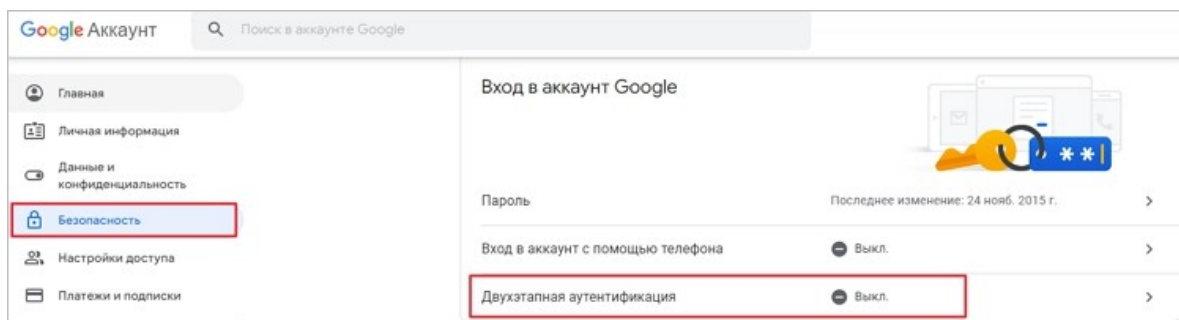 Google Аккаунт
Поиск в аккаунте Google
Главная
Личная информация
Данные и
конфиденциальность
Безопасность
Настройки доступа
Платежи и подписки
Вход в аккаунт Google
**
Пароль Последнее изменение: 24 нояб. 2015 г.
Вход в аккаунт с помощью телефона Выкл.
Двухэтапная аутентификация Выкл.